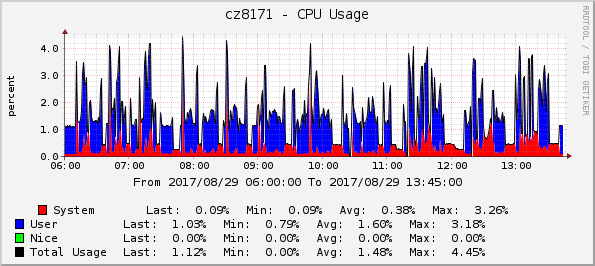 cz8171 - CPU Usage
RRDTOOL / TOBI OETIKER
percent
4.0
3.0
2.0
1.0
0.0
06:00 07:00 08:00 09:00 10:00 11:00 12:00 13:00
From 2017/08/29 06:00:00 To 2017/08/29 13:45:00
System Last: 0.09% Min: 0.09% Avg: 0.38% Max: 3.26%
User Last: 1.03% Min: 0.79% Avg: 1.60% Max: 3.18%
Nice Last: 0.00% Min: 0.00% Avg: 0.00% Max: 0.00%
Total Usage Last: 1.12% Min: 0.00% Avg: 1.48% Max: 4.45%